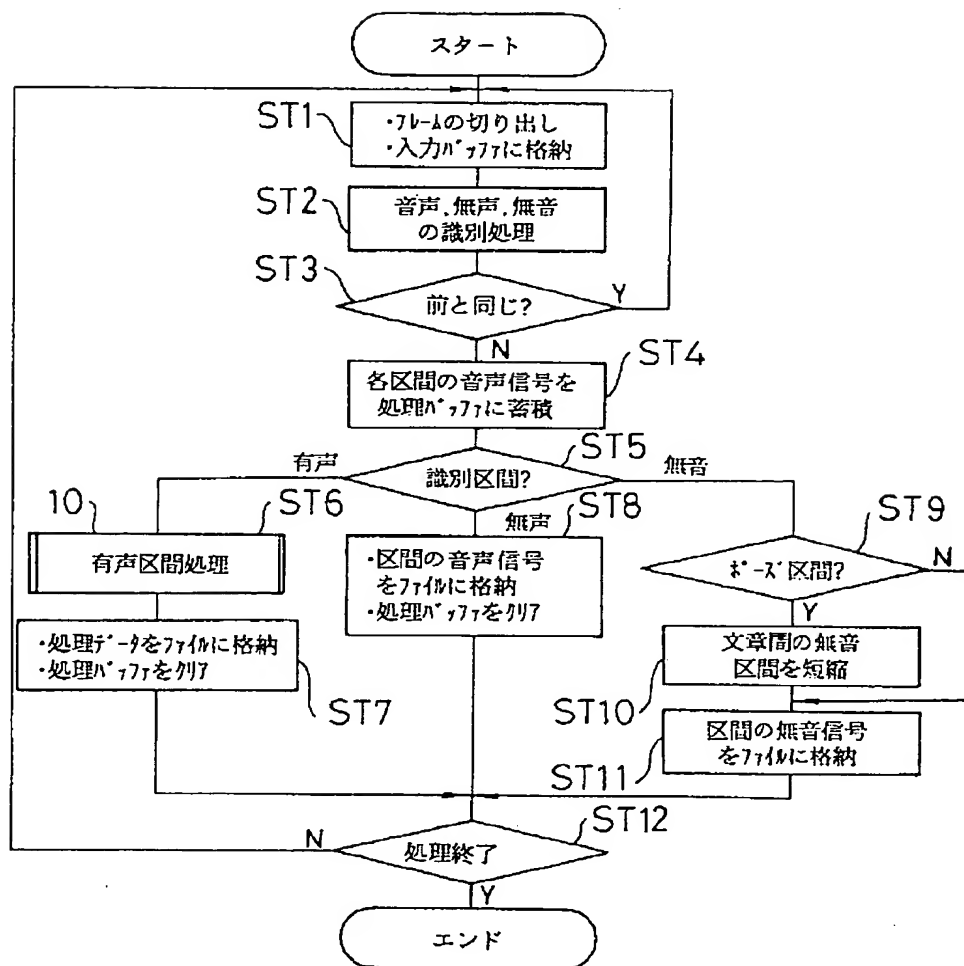 スタート
ST1
・フレームの切り出し
・入力バッファに格納
ST2
音声,無声,無音
の識別処理
ST3
前と同じ?
Y
N
ST4
各区間の音声信号を
処理バッファに蓄積
ST5
有声
識別区間?
無音
10
ST6
無声
ST8
ST9
有声区間処理
・区間の音声信号
をファイルに格納
・処理バッファをクリア
ポーズ区間?
N
Y
・処理データをファイルに格納
・処理バッファをクリア
ST7
文章間の無音
区間を短縮
ST10
区間の無音信号
をファイルに格納
ST11
ST12
N
処理終了
Y
エンド